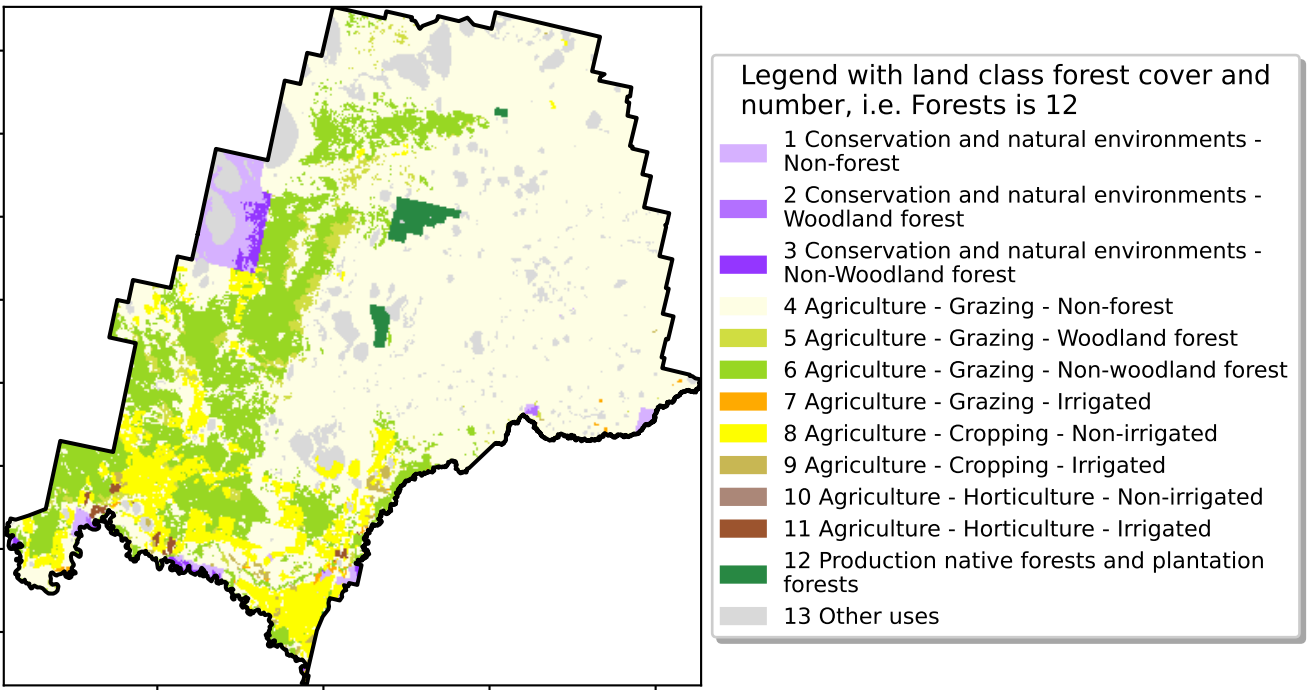 Legend with land class forest cover and
number, i.e. Forests is 12
1 Conservation and natural environments -
Non-forest
2 Conservation and natural environments -
Woodland forest
3 Conservation and natural environments -
Non-Woodland forest
4 Agriculture - Grazing - Non-forest
5 Agriculture - Grazing - Woodland forest
6 Agriculture - Grazing - Non-woodland forest
7 Agriculture - Grazing - Irrigated
8 Agriculture - Cropping - Non-irrigated
9 Agriculture - Cropping - Irrigated
10 Agriculture - Horticulture - Non-irrigated
11 Agriculture - Horticulture - Irrigated
12 Production native forests and plantation
forests
13 Other uses